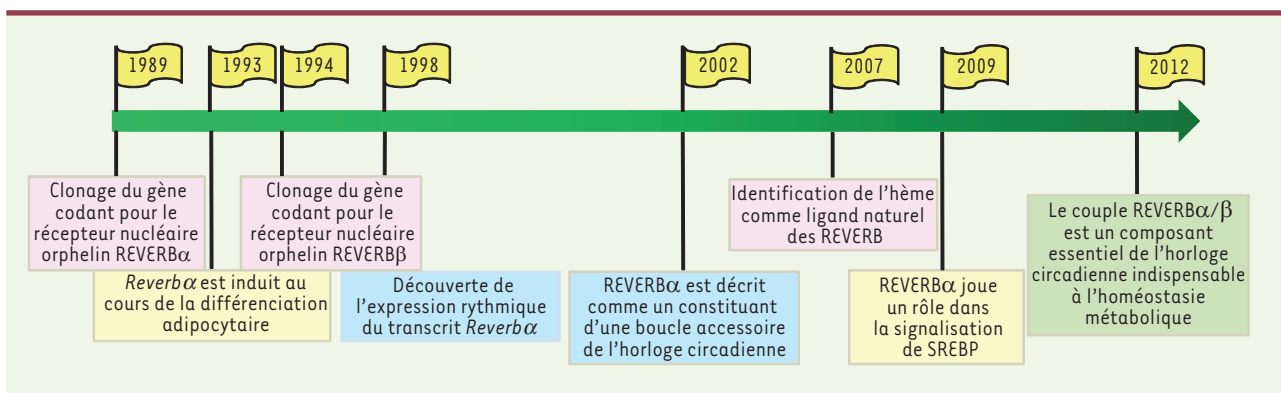 1989
1993
1994
1998
2002
2007
2009
2012
Clonage du gène
codant pour le
récepteur nucléaire
orphelin REVERBα
Reverbα est induit au
cours de la différenciation
adipocytaire
Clonage du gène
codant pour le
récepteur nucléaire
orphelin REVERBβ
Découverte de
l’expression rythmique
du transcrit Reverbα
REVERBα est décrit
comme un constituant
d’une boucle accessoire
de l’horloge circadienne
Identification de l’hème
comme ligand naturel
des REVERB
REVERBα joue
un rôle dans
la signalisation
de SREBP
Le couple REVERBα/β
est un composant
essentiel de l’horloge
circadienne indispensable
à l’homéostasie
métabolique